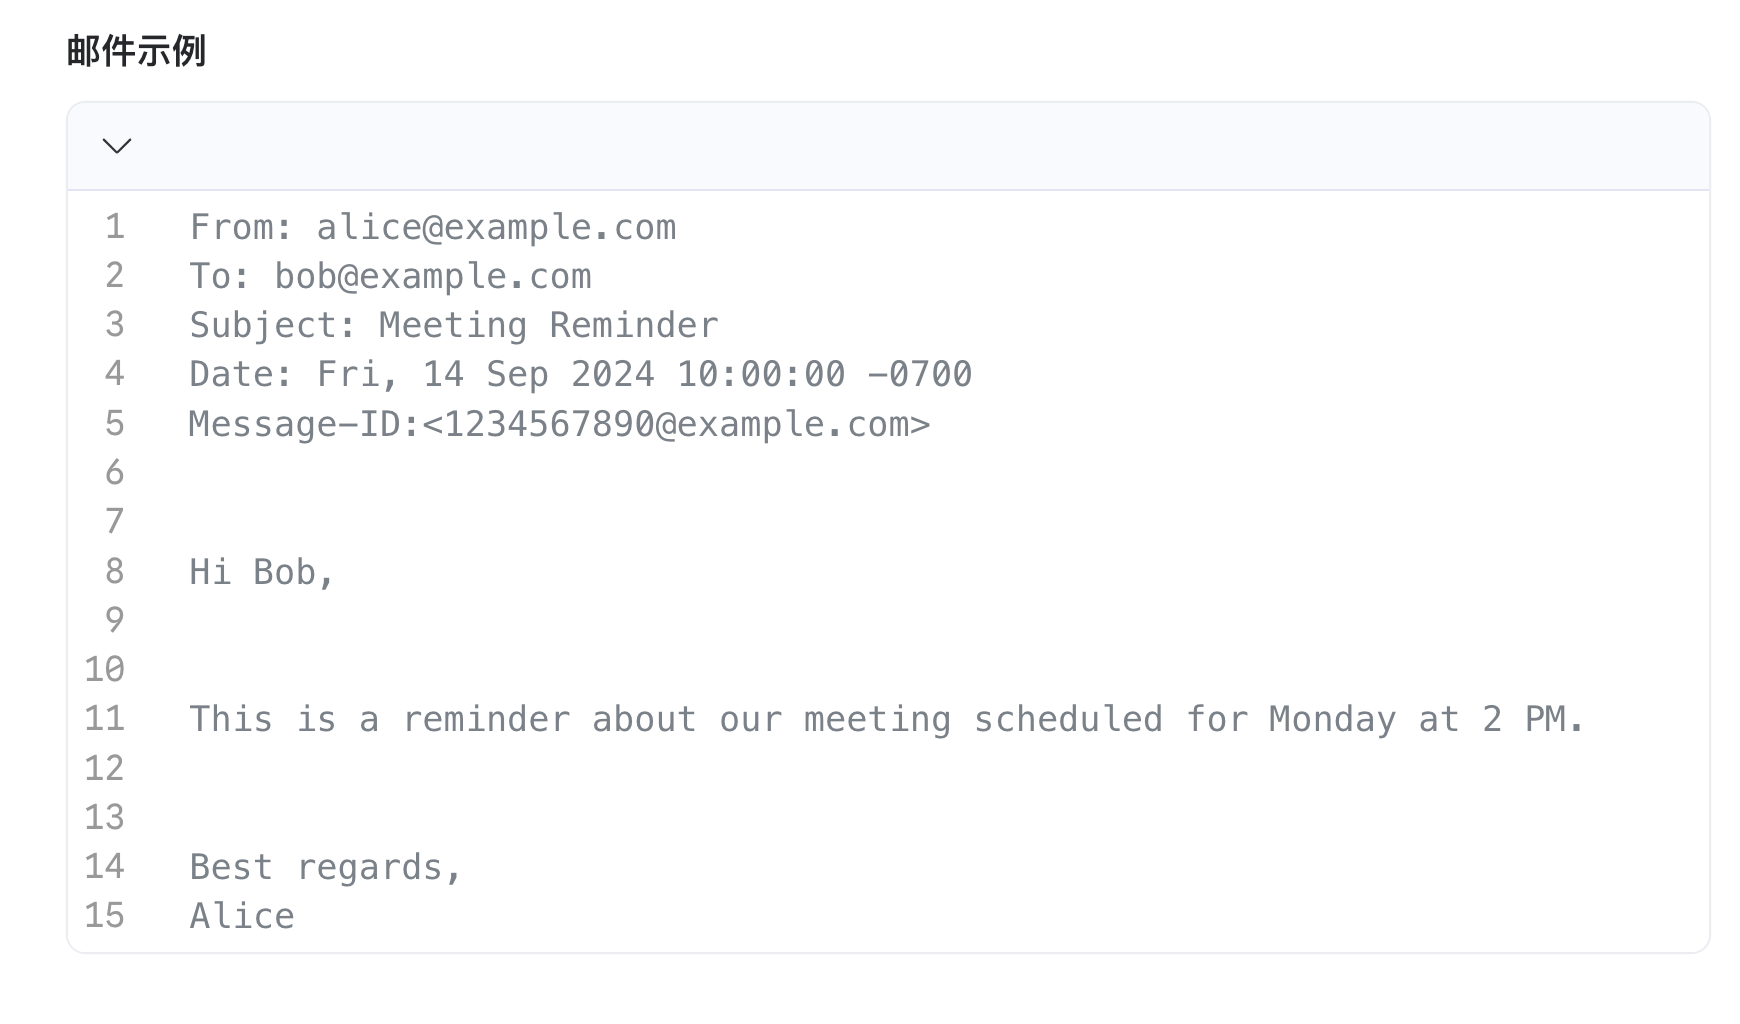 邮件示例
1 From: alice@example.com
2 To: bob@example.com
3 Subject: Meeting Reminder
4 Date: Fri, 14 Sep 2024 10:00:00 -0700
5 Message-ID:<1234567890@example.com>
6
7
8 Hi Bob,
9
10
11 This is a reminder about our meeting scheduled for Monday at 2 PM.
12
13
14 Best regards,
15 Alice